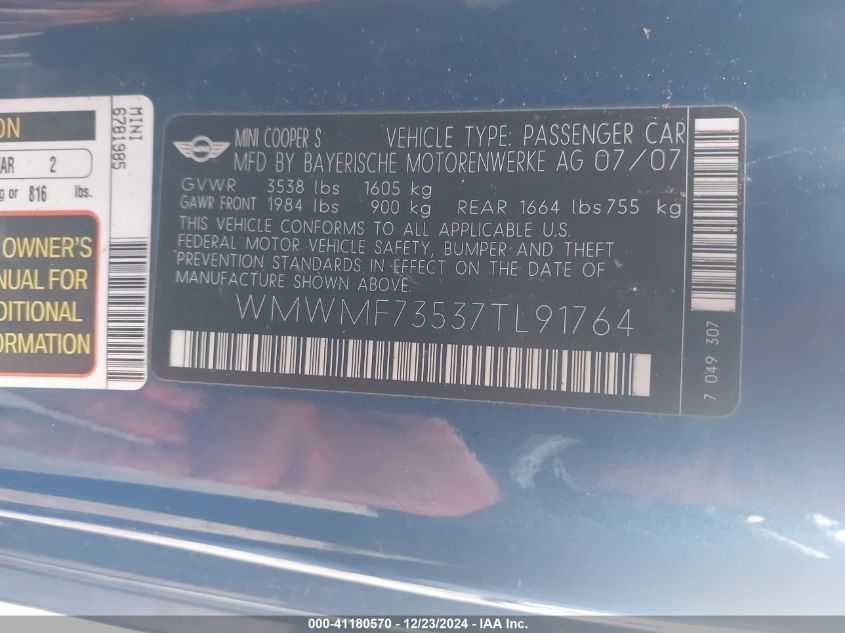 ON
AR 2
g or 816 lbs.
OWNER'S
ANUAL FOR
DITIONAL
FORMATION
MINI
6781985
MINI
MINI COOPER S VEHICLE TYPE: PASSENGER CAR
MFD BY BAYERISCHE MOTORENWERKE AG 07/07
GVWR 3538 lbs 1605 kg
GAWR FRONT 1984 lbs 900 kg REAR 1664 lbs 755 kg
THIS VEHICLE CONFORMS TO ALL APPLICABLE U.S.
FEDERAL MOTOR VEHICLE SAFETY, BUMPER AND THEFT
PREVENTION STANDARDS IN EFFECT ON THE DATE OF
MANUFACTURE SHOWN ABOVE.
WMWMF73537TL91764
7 049 307
000-41180570 - 12/23/2024 - IAA Inc.